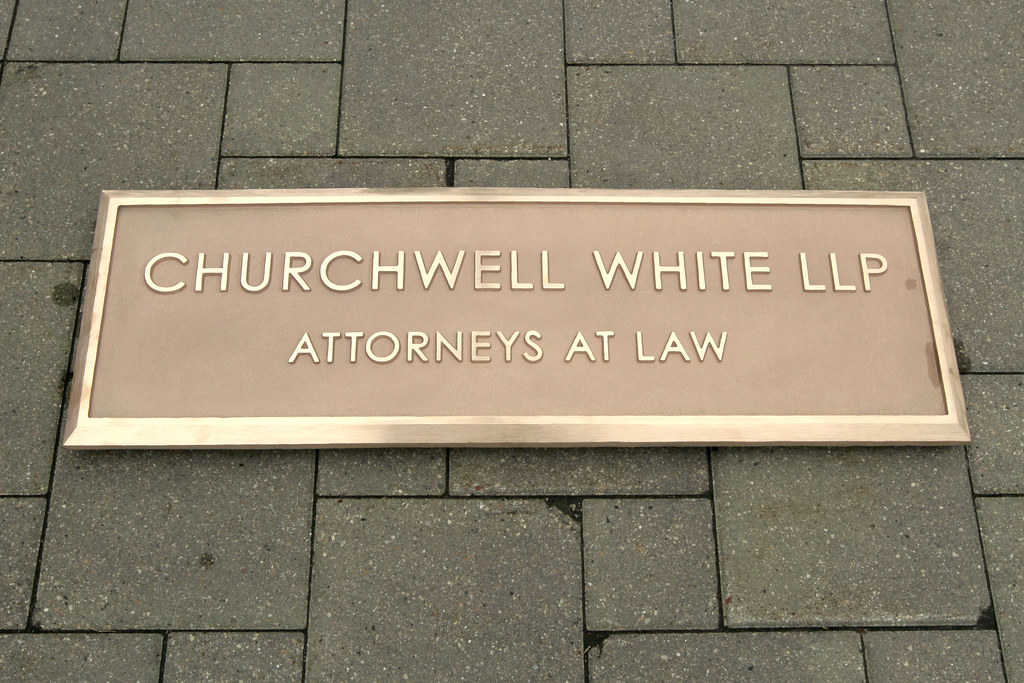 CHURCHWELL WHITE LLP
ATTORNEYS AT LAW